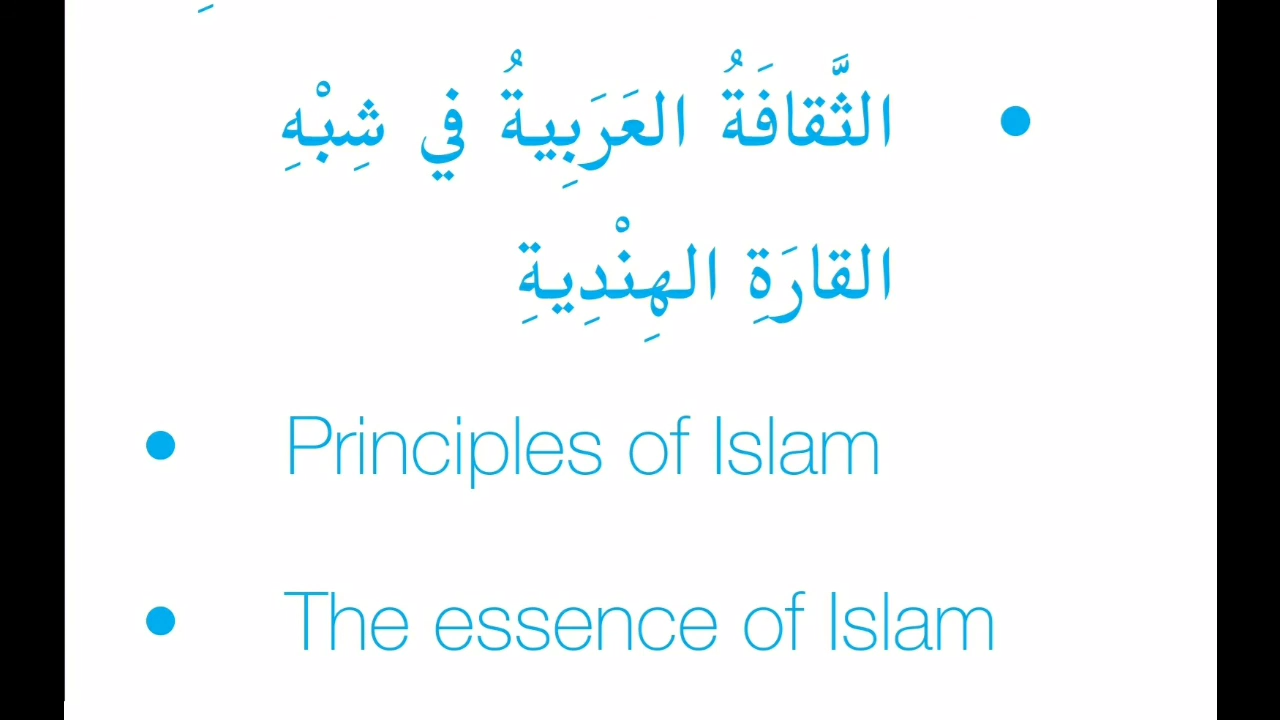 • الثَّقافَةُ العَرَبِيةُ في شِبْهِ
القارَةِ الهِنْدِيةِ
• Principles of Islam
• The essence of Islam